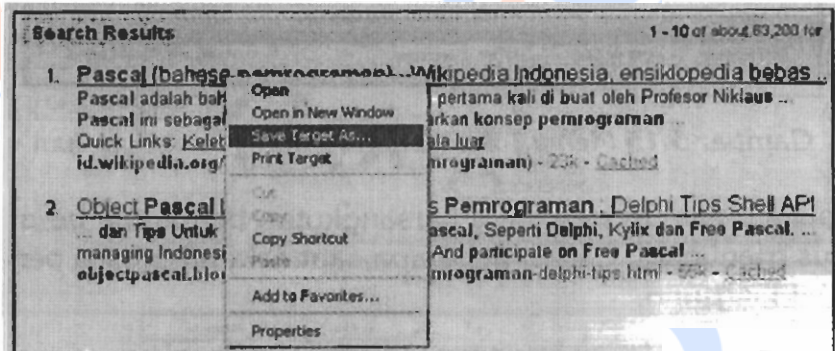 Search Results
1 - 10 of about 63,200 for
1. Pascal (bahasa pemrograman) - Wikipedia Indonesia, ensiklopedia bebas ...
Pascal adalah bah pertama kali di buat oleh Profesor Niklaus ...
Pascal ini sebagai arkan konsep pemrograman ...
Quick Links: Keleb ala luar
id.wikipedia.org/ mrograman) - 23k - Cached
2. Object Pascal s Pemrograman : Delphi Tips Shell API
... dan Tips Untuk ascal, Seperti Delphi, Kylix dan Free Pascal. ...
managing Indonesi And participate on Free Pascal ...
objectpascal.blo mrograman-delphi-tips.html - 55k - Cached
Open
Open in New Window
Save Target As...
Print Target
Cut
Copy
Copy Shortcut
Paste
Add to Favorites...
Properties